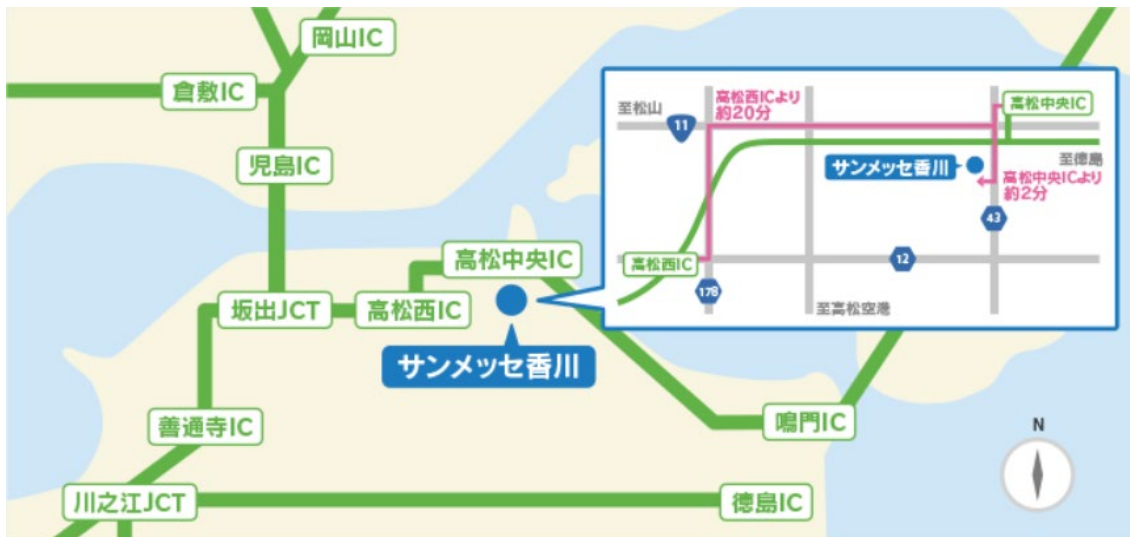 岡山IC
倉敷IC
児島IC
高松中央IC
坂出JCT
高松西IC
サンメッセ香川
善通寺IC
鳴門IC
川之江JCT
徳島IC
N
至松山
11
高松西ICより
約20分
高松中央IC
至徳島
サンメッセ香川
高松中央ICより
約2分
43
高松西IC
12
178
至高松空港